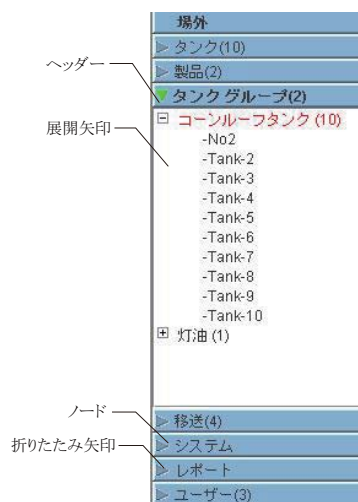 場外
タンク(10)
製品(2)
ヘッダー
タンク グループ(2)
展開矢印
コーンルーフタンク (10)
-No2
-Tank-2
-Tank-3
-Tank-4
-Tank-5
-Tank-6
-Tank-7
-Tank-8
-Tank-9
-Tank-10
灯油 (1)
ノード
移送(4)
折りたたみ矢印
システム
レポート
ユーザー(3)